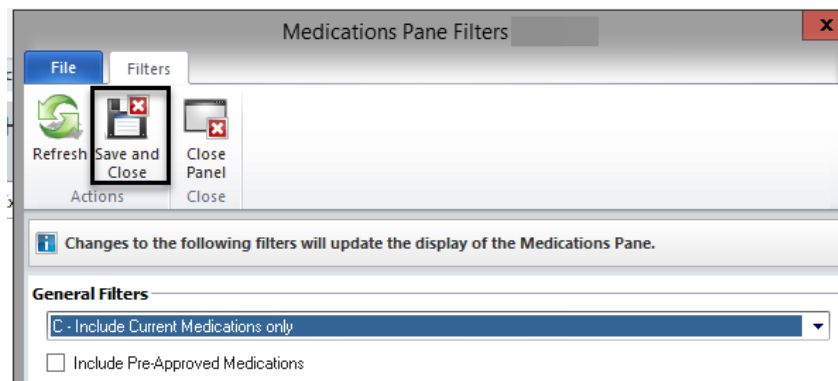 Medications Pane Filters
x
File Filters
Refresh Save and Close Close Panel
Actions Close
Changes to the following filters will update the display of the Medications Pane.
General Filters
C - Include Current Medications only
Include Pre-Approved Medications